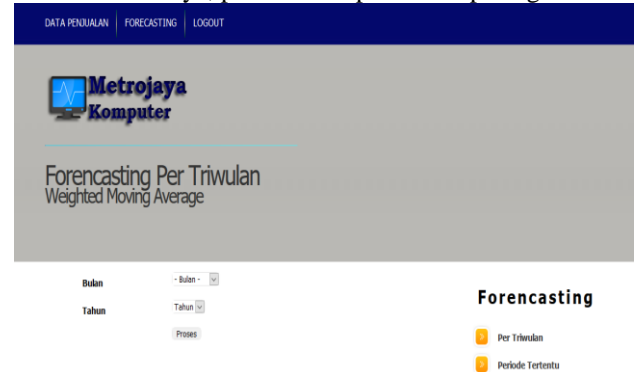 DATA PENJUALAN FORECASTING LOGOUT
Metrojaya
Komputer
Forencasting Per Triwulan
Weighted Moving Average
Bulan - Bulan -
Tahun Tahun
Proses
Forencasting
Per Triwulan
Periode Tertentu